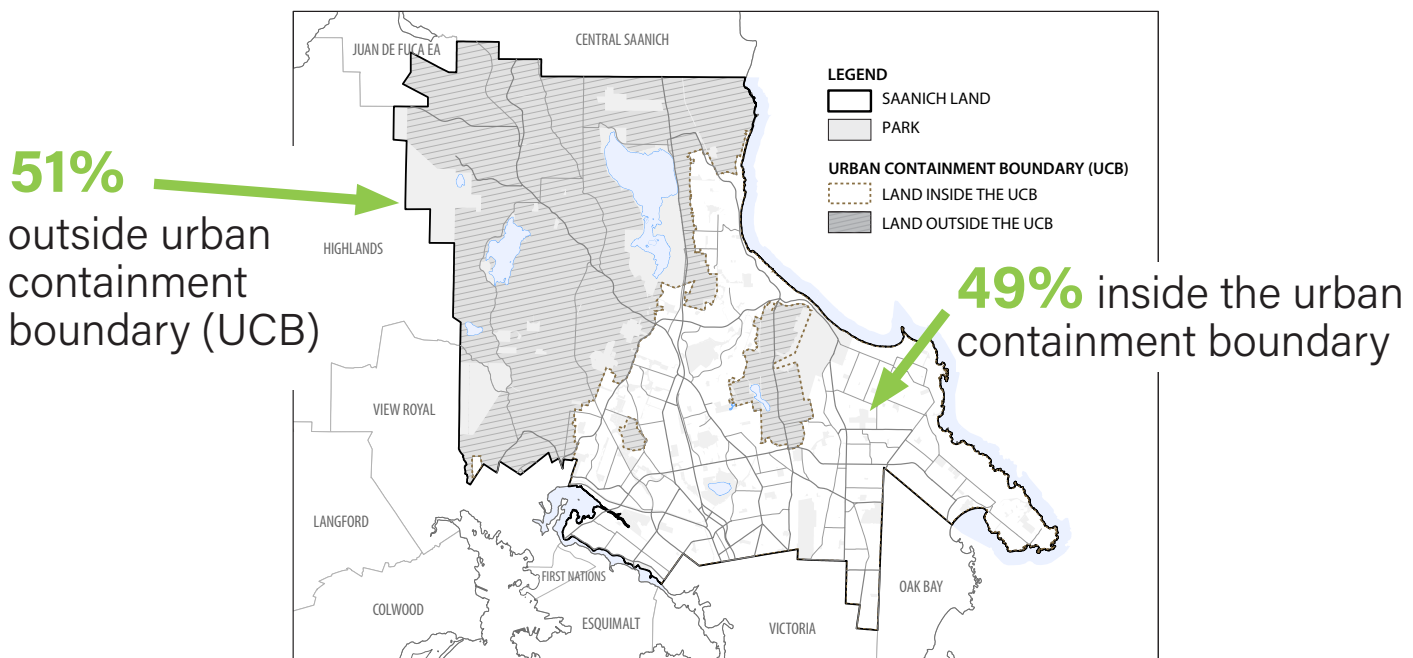 JUAN DE FUCA EA
CENTRAL SAANICH
LEGEND
SAANICH LAND
PARK
URBAN CONTAINMENT BOUNDARY (UCB)
LAND INSIDE THE UCB
LAND OUTSIDE THE UCB
51%
outside urban
containment
boundary (UCB)
HIGHLANDS
49% inside the urban
containment boundary
VIEW ROYAL
LANGFORD
FIRST NATIONS
COLWOOD
ESQUIMALT
VICTORIA
OAK BAY